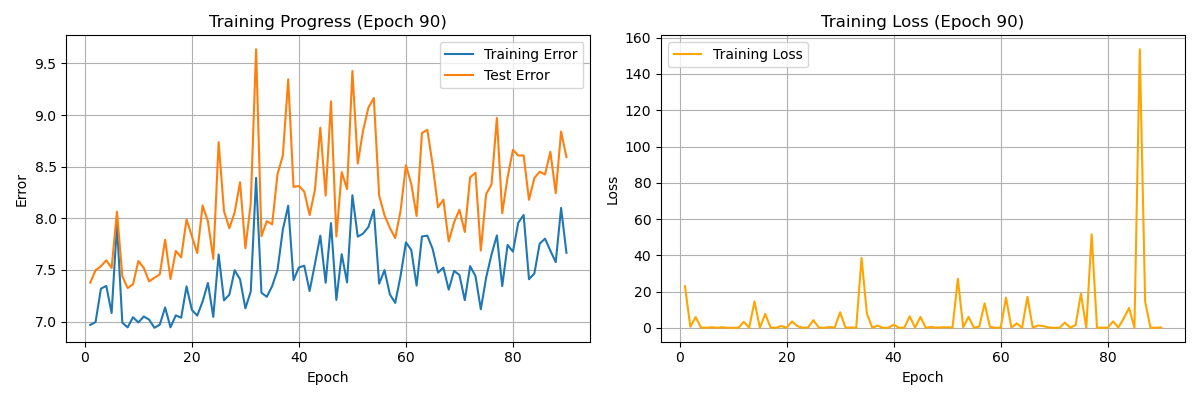 Training Progress (Epoch 90)
Training Error
Test Error
Error
9.5
9.0
8.5
8.0
7.5
7.0
0 20 40 60 80
Epoch
Training Loss (Epoch 90)
Training Loss
Loss
160
140
120
100
80
60
40
20
0
0 20 40 60 80
Epoch